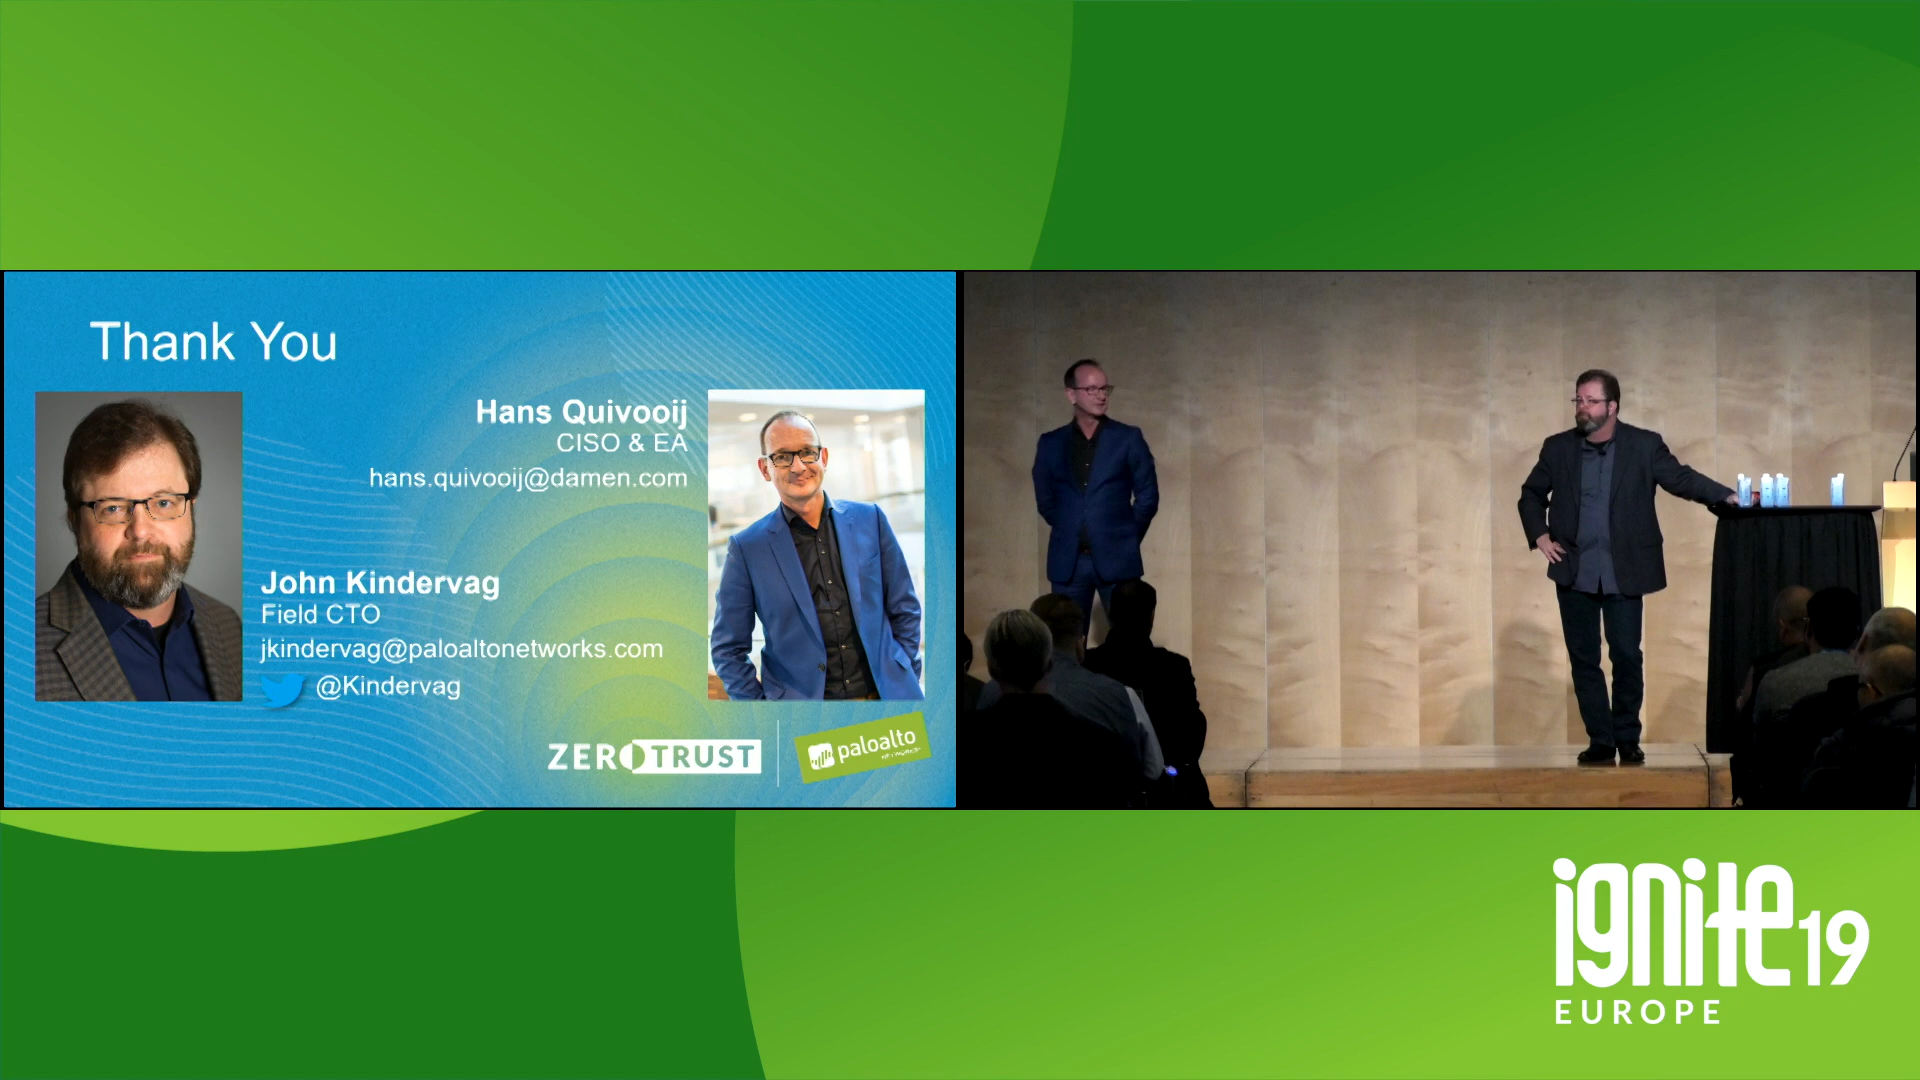 Thank You
Hans Quivooij
CISO & EA
hans.quivooij@damen.com
John Kindervag
Field CTO
jkindervag@paloaltonetworks.com
@Kindervag
ZERO TRUST
paloalto
NETWORKS
ignite19
EUROPE